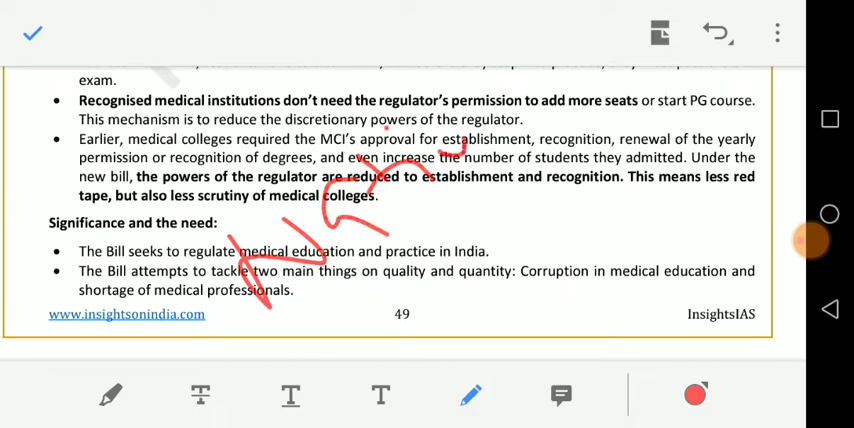 exam.
• Recognised medical institutions don't need the regulator's permission to add more seats or start PG course.
This mechanism is to reduce the discretionary powers of the regulator.
• Earlier, medical colleges required the MCI's approval for establishment, recognition, renewal of the yearly
permission or recognition of degrees, and even increase the number of students they admitted. Under the
new bill, the powers of the regulator are reduced to establishment and recognition. This means less red
tape, but also less scrutiny of medical colleges.
Significance and the need:
• The Bill seeks to regulate medical education and practice in India.
• The Bill attempts to tackle two main things on quality and quantity: Corruption in medical education and
shortage of medical professionals.
www.insightsonindia.com 49 InsightsIAS